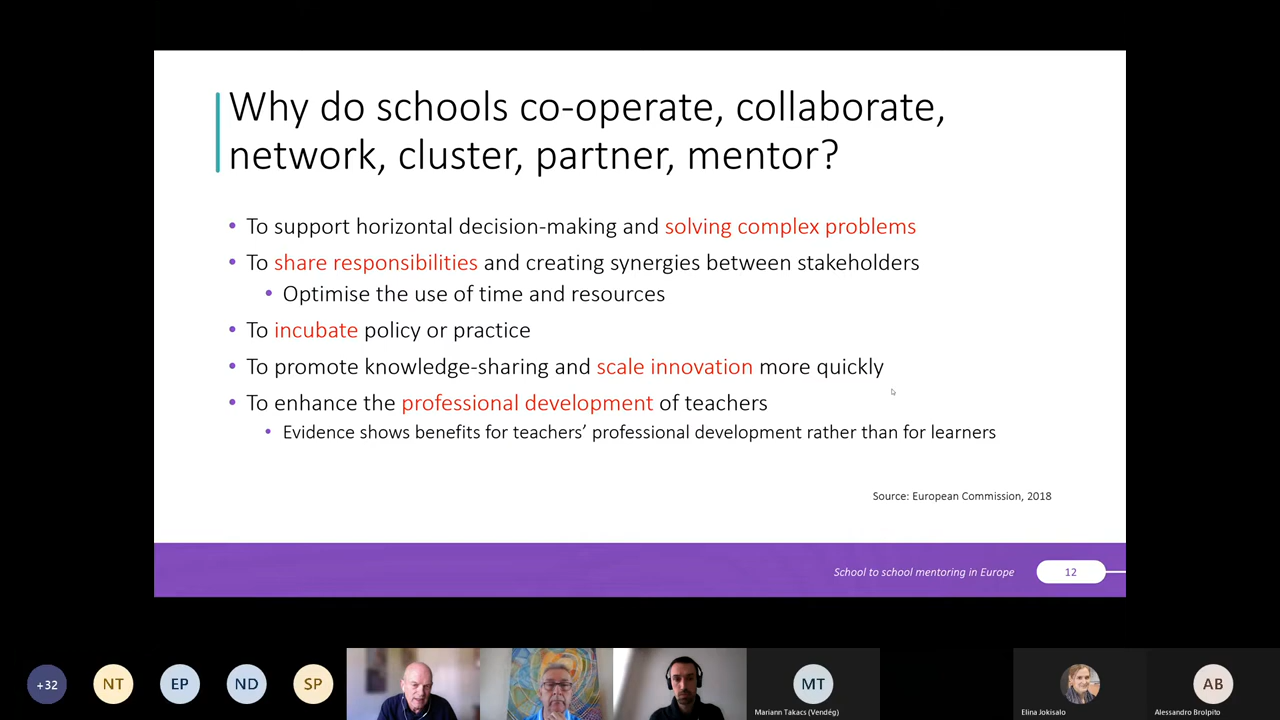 Why do schools co-operate, collaborate,
network, cluster, partner, mentor?
• To support horizontal decision-making and solving complex problems
• To share responsibilities and creating synergies between stakeholders
• Optimise the use of time and resources
• To incubate policy or practice
• To promote knowledge-sharing and scale innovation more quickly
• To enhance the professional development of teachers
• Evidence shows benefits for teachers’ professional development rather than for learners
Source: European Commission, 2018
School to school mentoring in Europe
12
+32
NT
EP
ND
SP
MT
Mariann Takacs (Vendég)
Elina Jokisalo
AB
Alessandro Brolpito